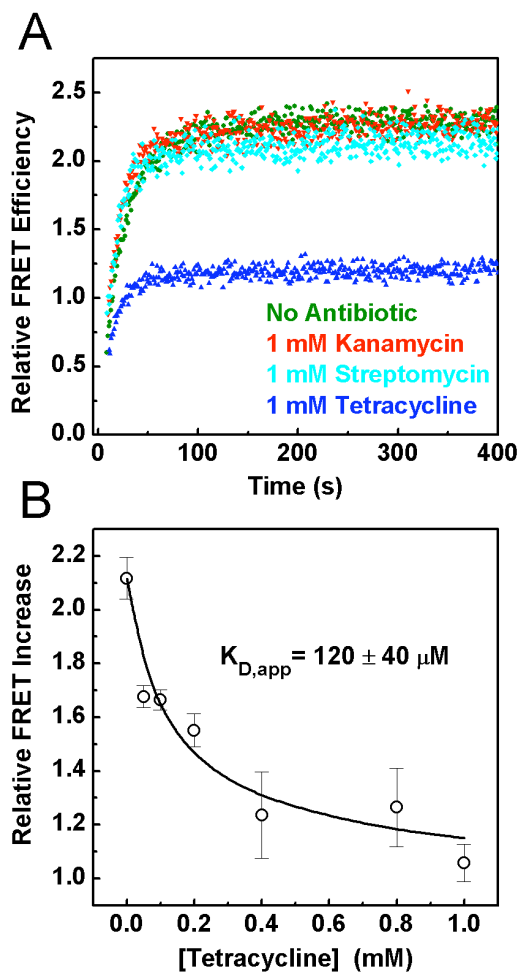 A
Relative FRET Efficiency
2.5
2.0
1.5
1.0
0.5
0.0
No Antibiotic
1 mM Kanamycin
1 mM Streptomycin
1 mM Tetracycline
0 100 200 300 400
Time (s)
B
Relative FRET Increase
2.2
2.0
1.8
1.6
1.4
1.2
1.0
K_D,app = 120 ± 40 μM
0.0 0.2 0.4 0.6 0.8 1.0
[Tetracycline] (mM)